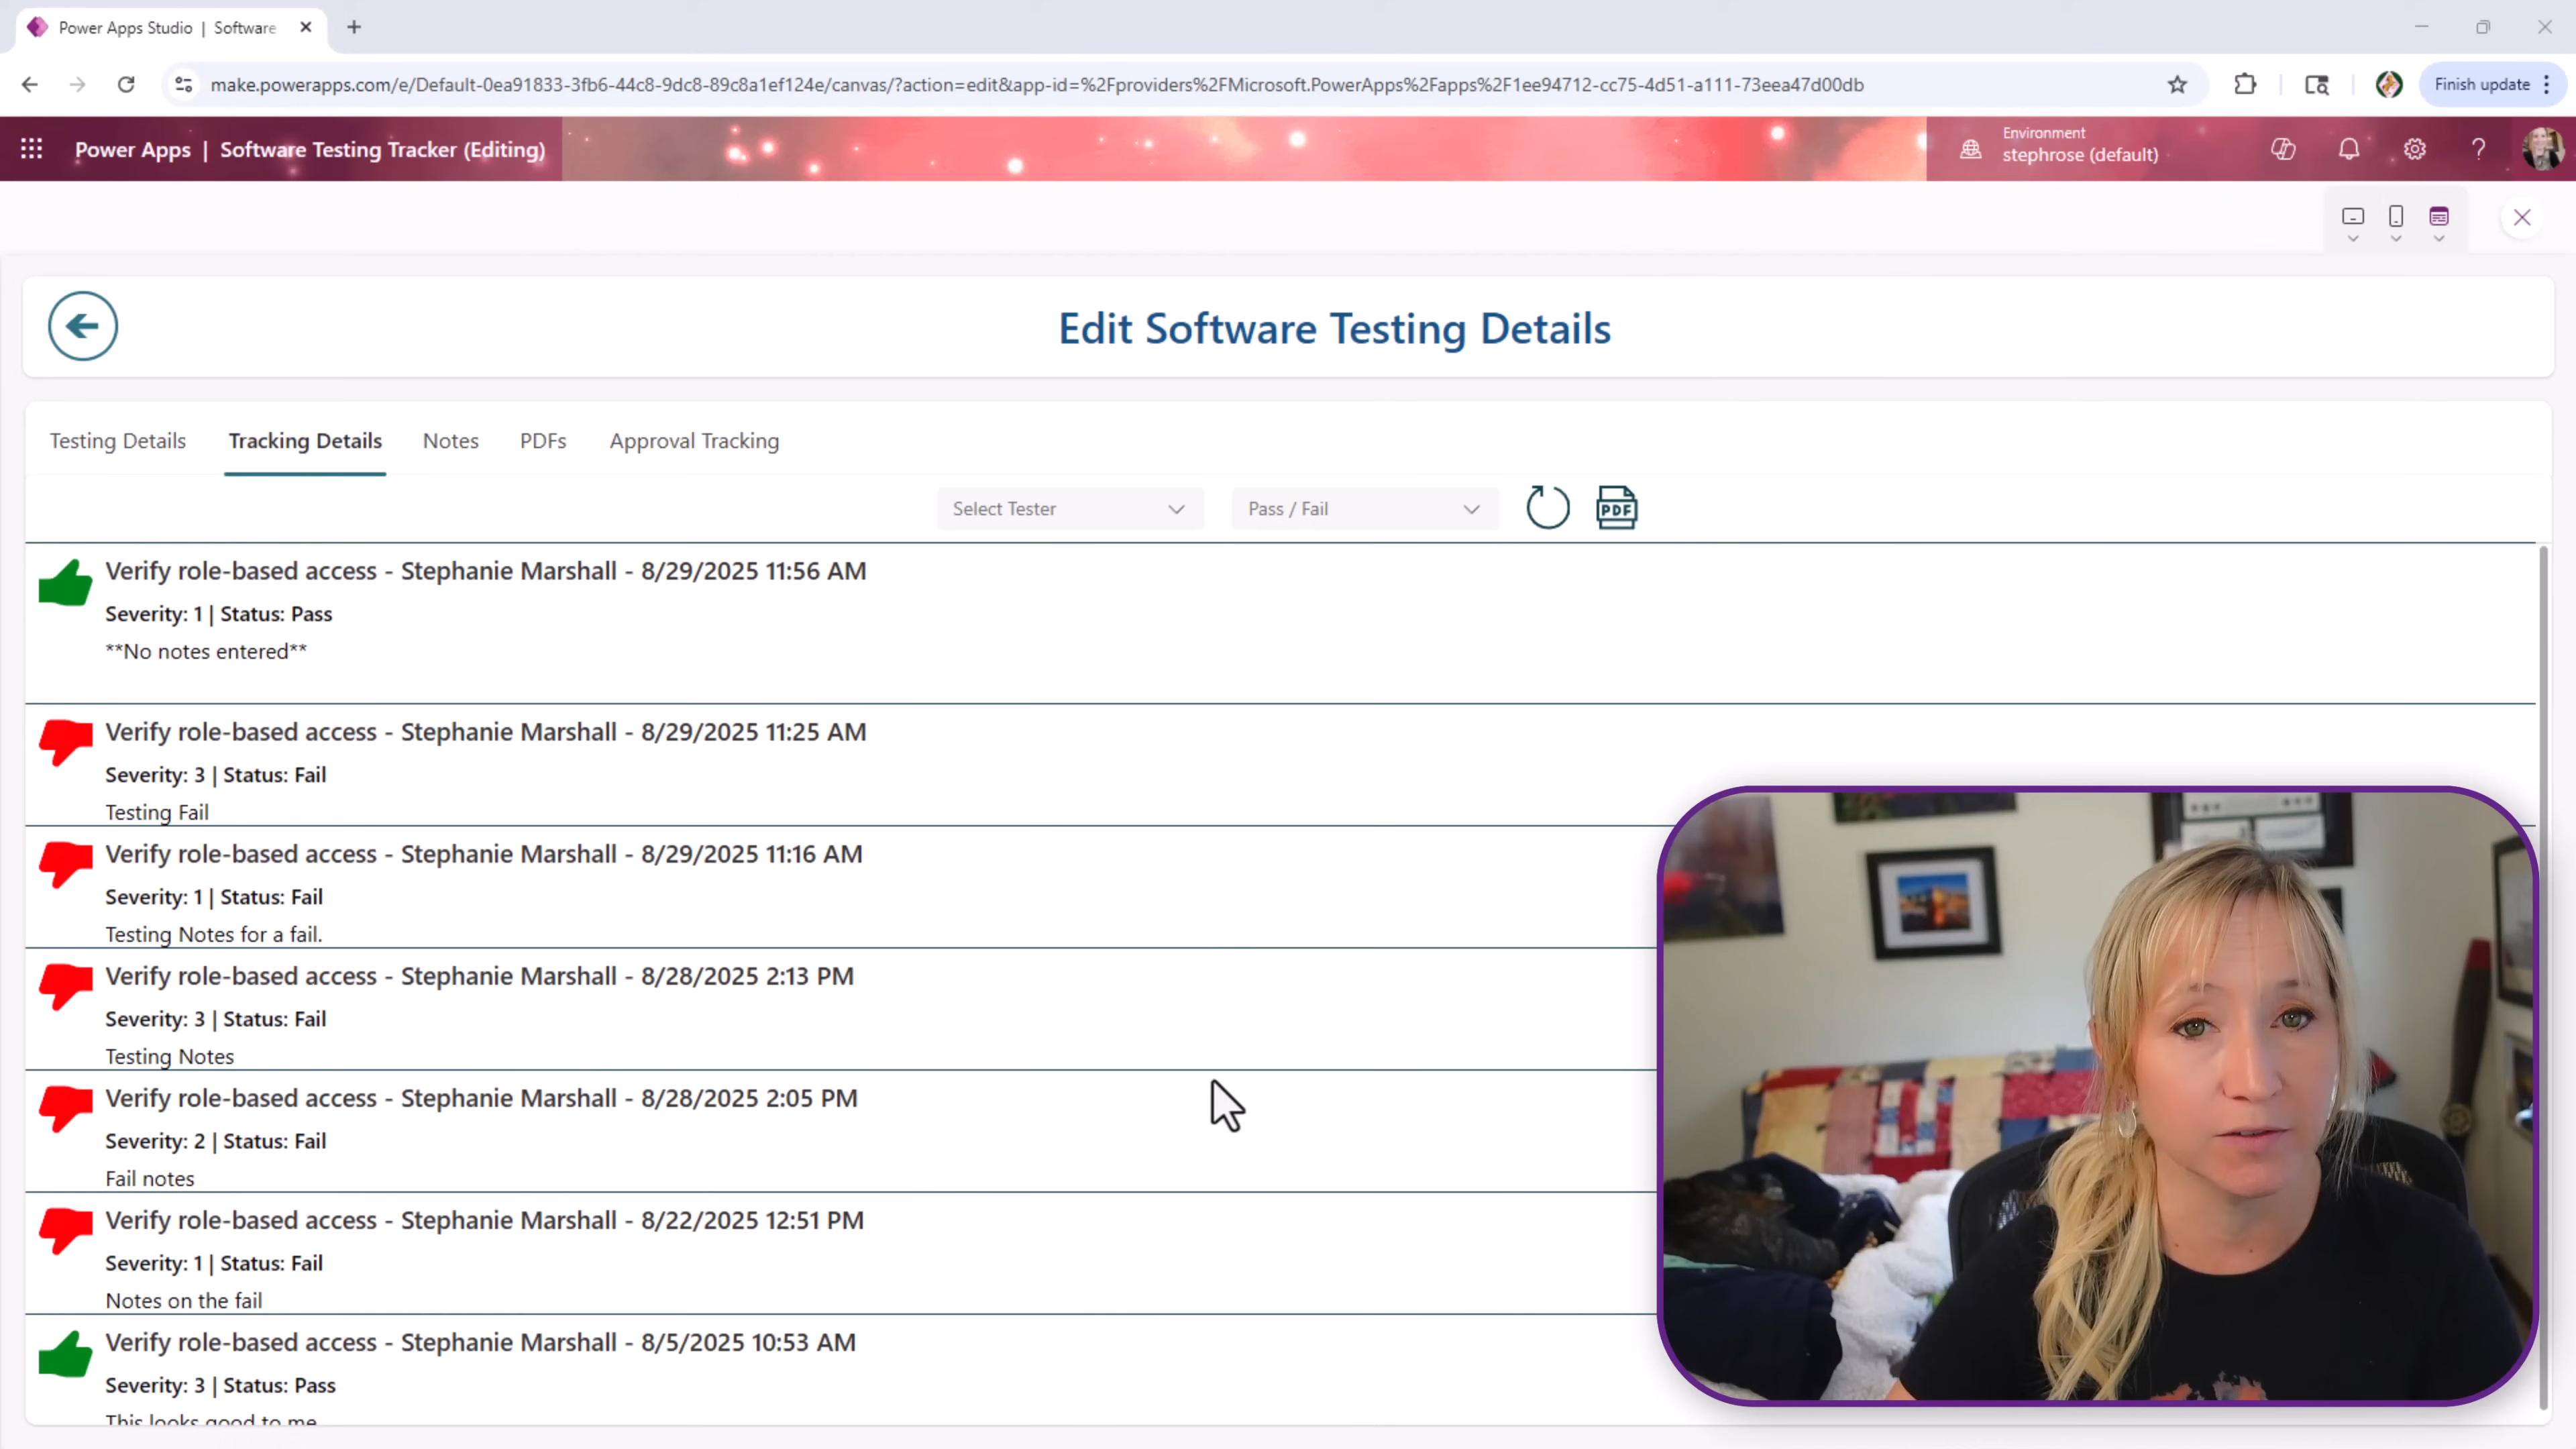 Power Apps Studio | Software
make.powerapps.com/e/Default-0ea91833-3fb6-44c8-9dc8-89c8a1ef124e/canvas/?action=edit&app-id=%2Fproviders%2FMicrosoft.PowerApps%2Fapps%2F1ee94712-cc75-4d51-a111-73eea47d00db
Finish update
Power Apps | Software Testing Tracker (Editing)
Environment
stephrose (default)
Edit Software Testing Details
Testing Details Tracking Details Notes PDFs Approval Tracking
Select Tester Pass / Fail PDF
Verify role-based access - Stephanie Marshall - 8/29/2025 11:56 AM
Severity: 1 | Status: Pass
**No notes entered**
Verify role-based access - Stephanie Marshall - 8/29/2025 11:25 AM
Severity: 3 | Status: Fail
Testing Fail
Verify role-based access - Stephanie Marshall - 8/29/2025 11:16 AM
Severity: 1 | Status: Fail
Testing Notes for a fail.
Verify role-based access - Stephanie Marshall - 8/28/2025 2:13 PM
Severity: 3 | Status: Fail
Testing Notes
Verify role-based access - Stephanie Marshall - 8/28/2025 2:05 PM
Severity: 2 | Status: Fail
Fail notes
Verify role-based access - Stephanie Marshall - 8/22/2025 12:51 PM
Severity: 1 | Status: Fail
Notes on the fail
Verify role-based access - Stephanie Marshall - 8/5/2025 10:53 AM
Severity: 3 | Status: Pass
This looks good to me